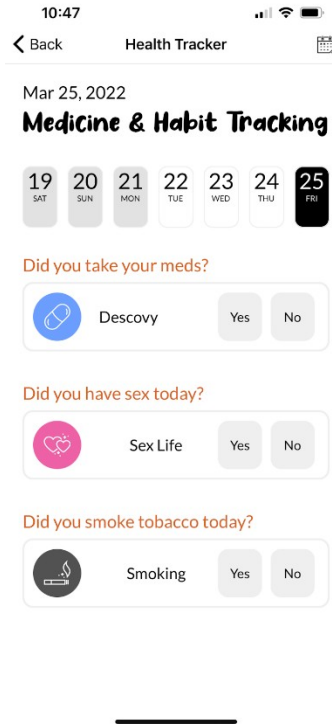 10:47
Back Health Tracker
Mar 25, 2022
Medicine & Habit Tracking
19 20 21 22 23 24 25
SAT SUN MON TUE WED THU FRI
Did you take your meds?
Descovy Yes No
Did you have sex today?
Sex Life Yes No
Did you smoke tobacco today?
Smoking Yes No